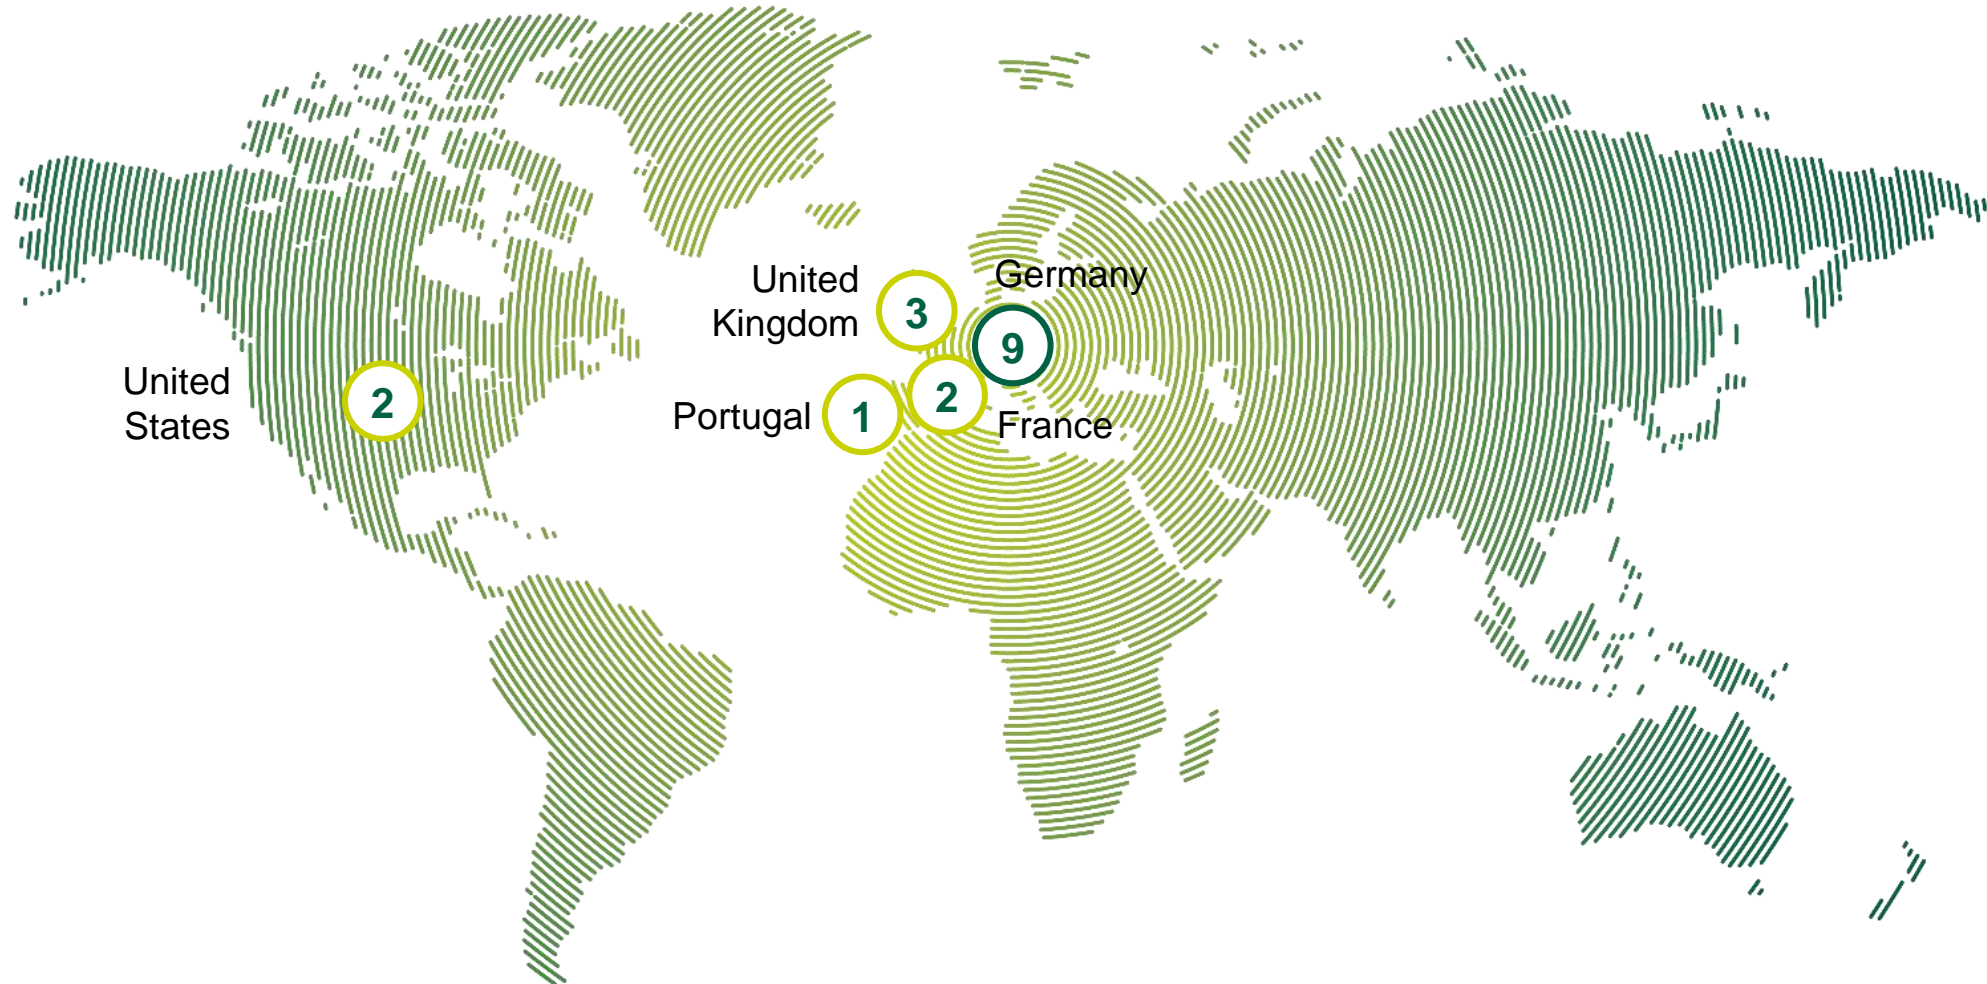 Germany
United
Kingdom
3
9
United
States
2
Portugal
1
2
France